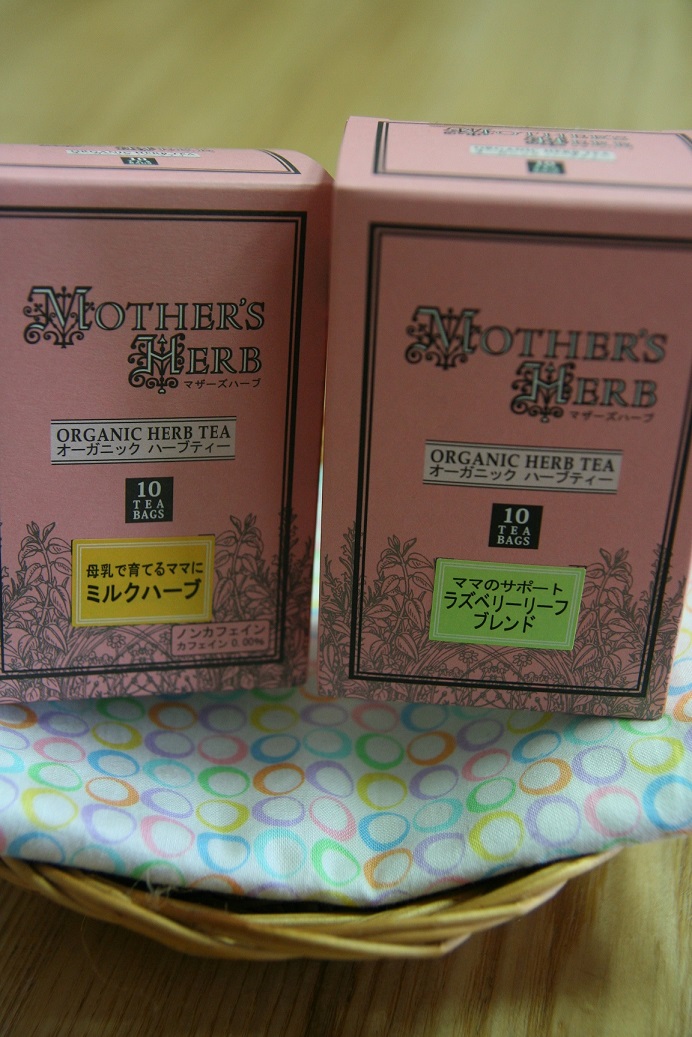 10
MOTHER'S
HERB
マザーズハーブ
ORGANIC HERB TEA
オーガニック ハーブティー
10
TEA
BAGS
母乳で育てるママに
ミルクハーブ
ノンカフェイン
カフェイン 0.00%
10
MOTHER'S
HERB
マザーズハーブ
ORGANIC HERB TEA
オーガニック ハーブティー
10
TEA
BAGS
ママのサポート
ラズベリーリーフ
ブレンド